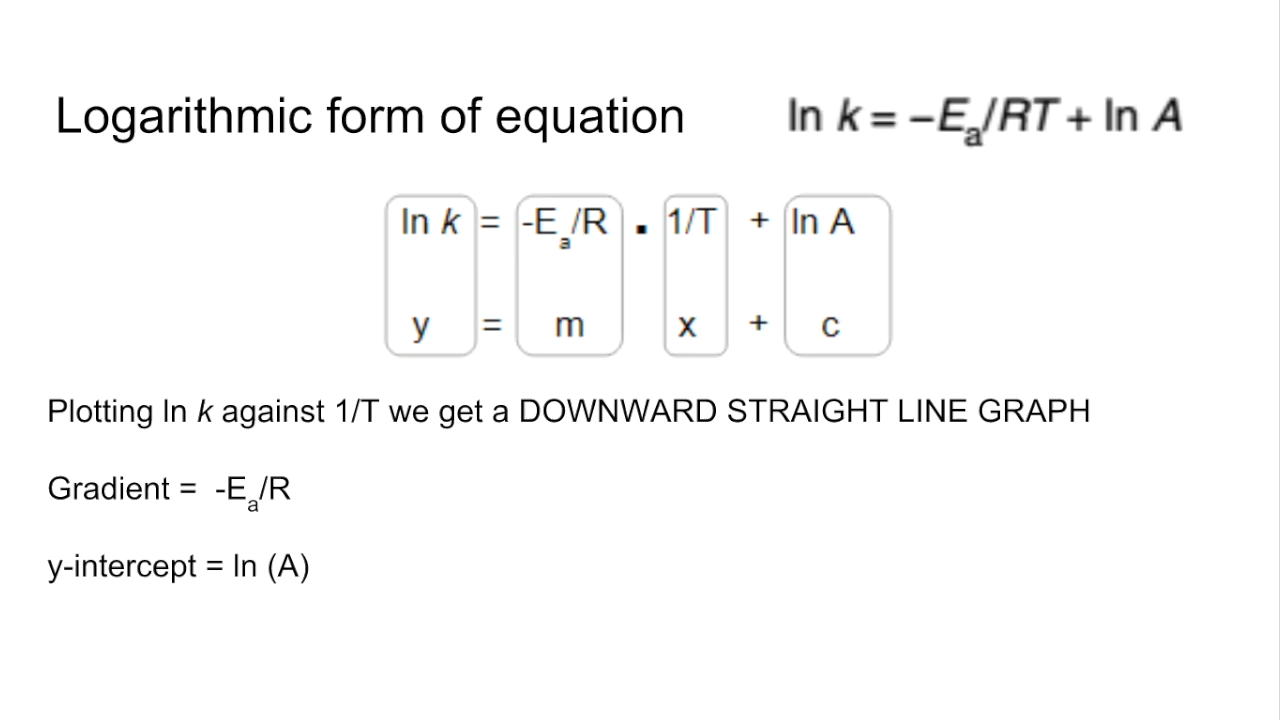 Logarithmic form of equation
ln k = –Ea/RT + ln A
ln k = -Ea/R . 1/T + ln A
y = m x + c
Plotting ln k against 1/T we get a DOWNWARD STRAIGHT LINE GRAPH
Gradient = -Ea/R
y-intercept = ln (A)